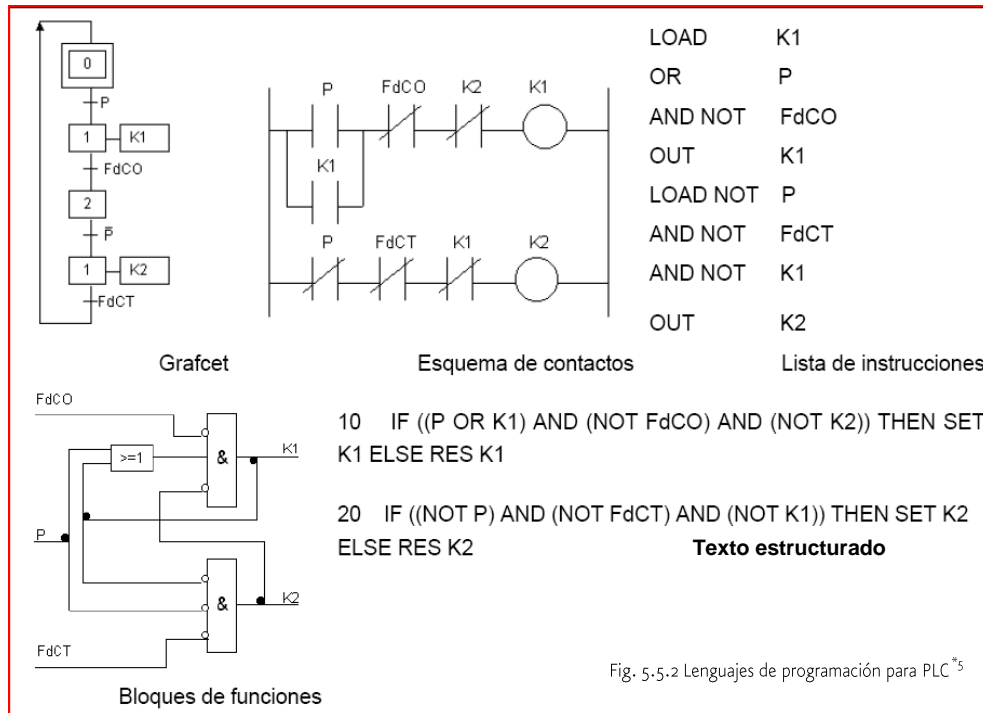 0
P
1 K1
FdCO
2
P̄
1 K2
FdCT
Grafcet
P FdCO K2 K1
K1
P FdCT K1 K2
Esquema de contactos
LOAD K1
OR P
AND NOT FdCO
OUT K1
LOAD NOT P
AND NOT FdCT
AND NOT K1
OUT K2
Lista de instrucciones
FdCO
>=1
&
K1
P
&
K2
FdCT
Bloques de funciones
10 IF ((P OR K1) AND (NOT FdCO) AND (NOT K2)) THEN SET
K1 ELSE RES K1
20 IF ((NOT P) AND (NOT FdCT) AND (NOT K1)) THEN SET K2
ELSE RES K2 Texto estructurado
Fig. 5.5.2 Lenguajes de programación para PLC *5